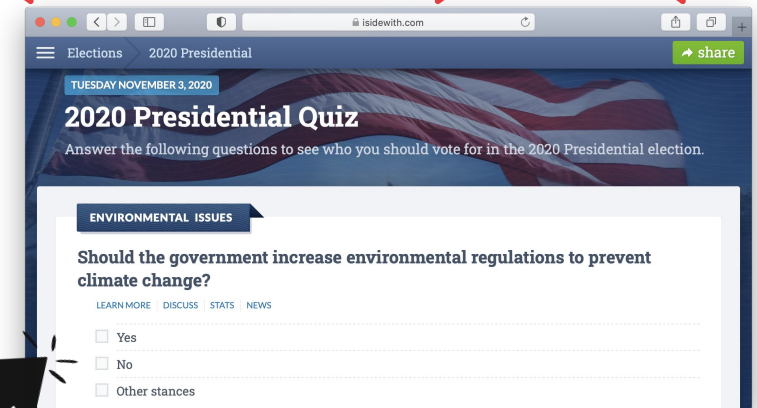 isidewith.com
Elections 2020 Presidential
share
TUESDAY NOVEMBER 3, 2020
2020 Presidential Quiz
Answer the following questions to see who you should vote for in the 2020 Presidential election.
ENVIRONMENTAL ISSUES
Should the government increase environmental regulations to prevent
climate change?
LEARN MORE DISCUSS STATS NEWS
Yes
No
Other stances